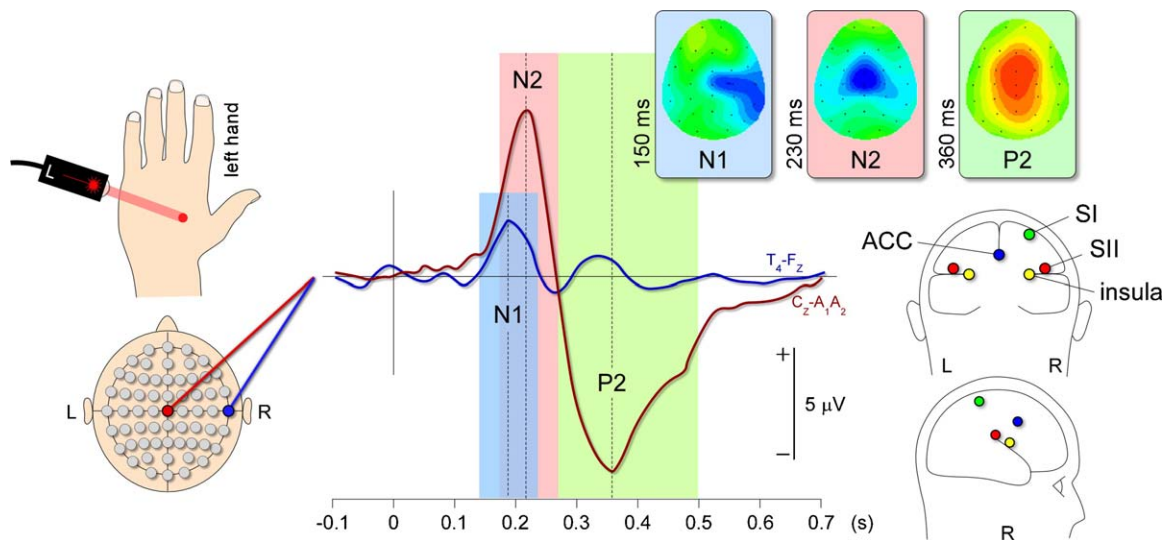 left hand
L
L
R
N2
N1
P2
T4-FZ
CZ-A1A2
+
5 μV
–
-0.1 0 0.1 0.2 0.3 0.4 0.5 0.6 0.7 (s)
150 ms
N1
230 ms
N2
360 ms
P2
ACC
SI
SII
insula
L R
R